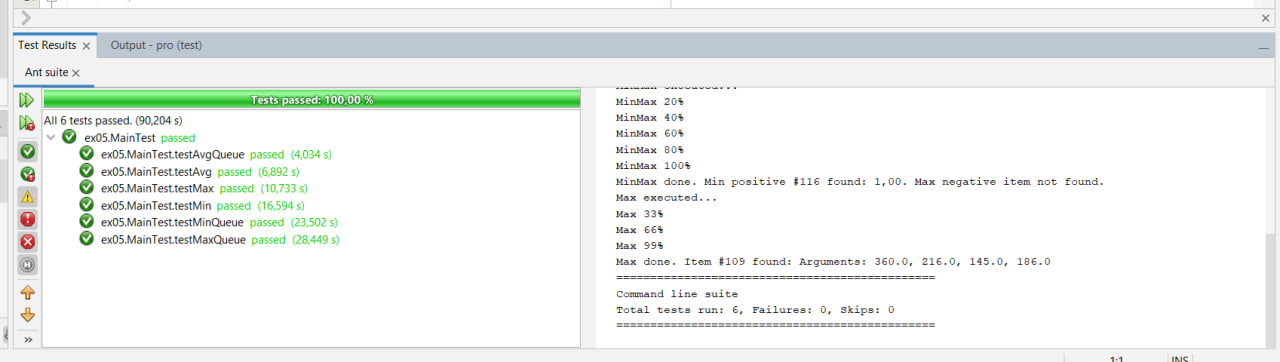 Test Results
Output - pro (test)
Ant suite
Tests passed: 100,00 %
All 6 tests passed. (90,204 s)
ex05.MainTest passed
ex05.MainTest.testAvgQueue passed (4,034 s)
ex05.MainTest.testAvg passed (6,892 s)
ex05.MainTest.testMax passed (10,733 s)
ex05.MainTest.testMin passed (16,594 s)
ex05.MainTest.testMinQueue passed (23,502 s)
ex05.MainTest.testMaxQueue passed (28,449 s)
MinMax 20%
MinMax 40%
MinMax 60%
MinMax 80%
MinMax 100%
MinMax done. Min positive #116 found: 1,00. Max negative item not found.
Max executed...
Max 33%
Max 66%
Max 99%
Max done. Item #109 found: Arguments: 360.0, 216.0, 145.0, 186.0
===============================================
Command line suite
Total tests run: 6, Failures: 0, Skips: 0
===============================================
1:1
INS